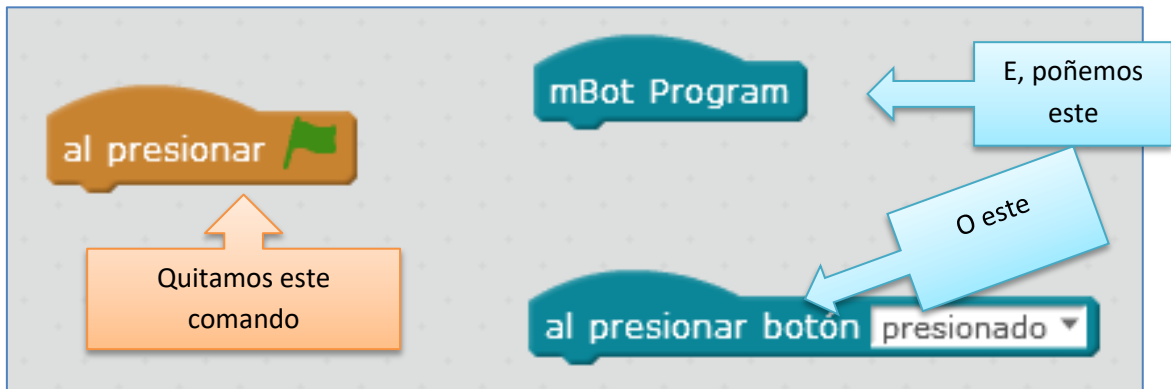 mBot Program
E, poñemos
este
al presionar
O este
Quitamos este
comando
al presionar botón presionado